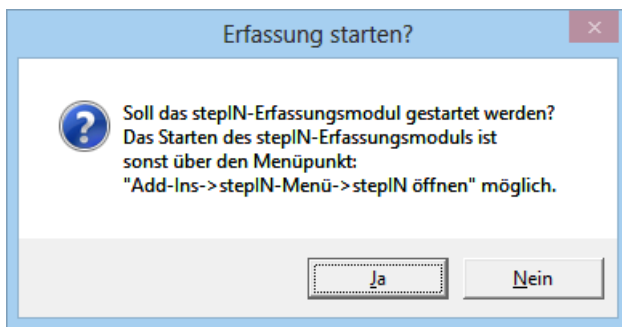 Erfassung starten?
Soll das stepIN-Erfassungsmodul gestartet werden?
Das Starten des stepIN-Erfassungsmoduls ist
sonst über den Menüpunkt:
"Add-Ins->stepIN-Menü->stepIN öffnen" möglich.
Ja
Nein